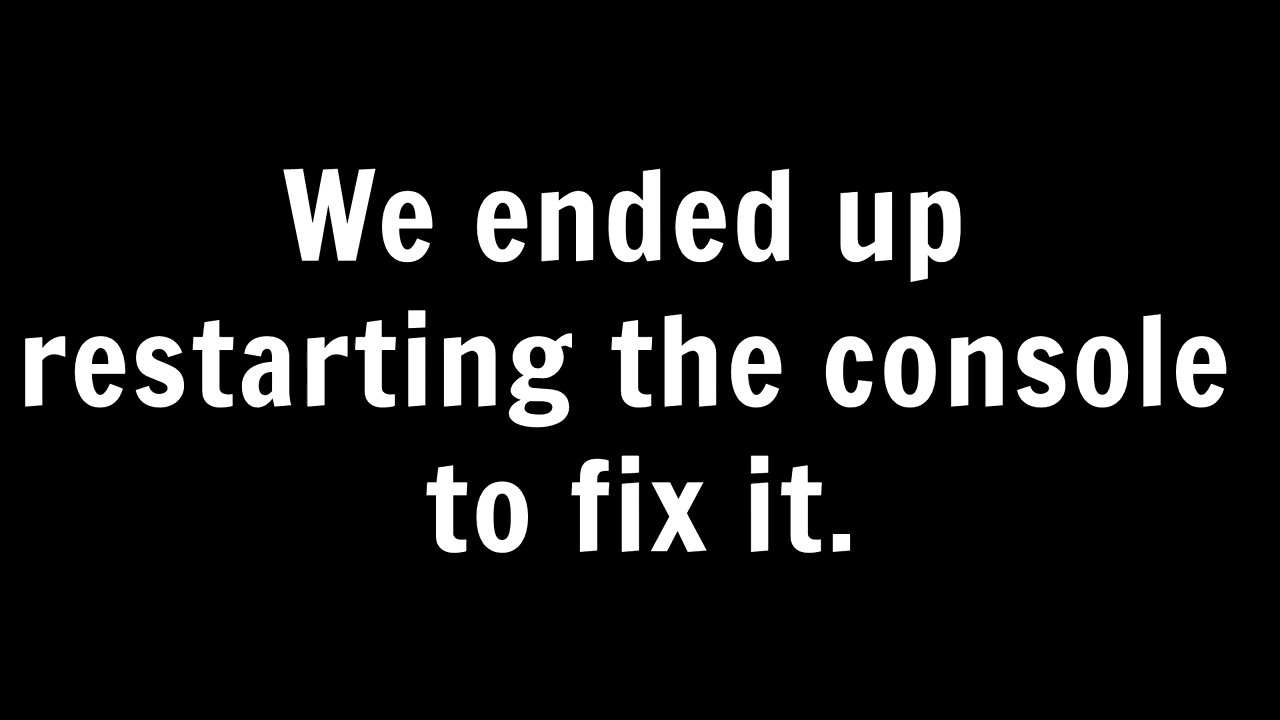 We ended up
restarting the console
to fix it.